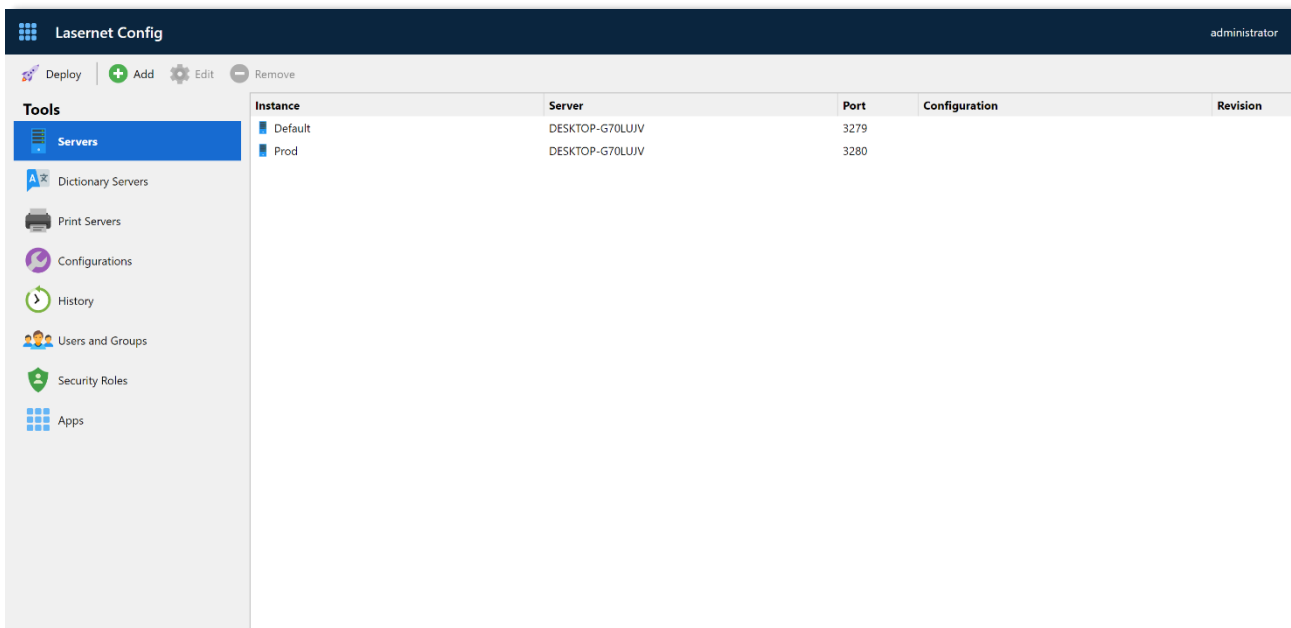 Lasernet Config administrator
Deploy Add Edit Remove
Tools
Servers
Dictionary Servers
Print Servers
Configurations
History
Users and Groups
Security Roles
Apps
Instance Server Port Configuration Revision
Default DESKTOP-G70LUJV 3279
Prod DESKTOP-G70LUJV 3280